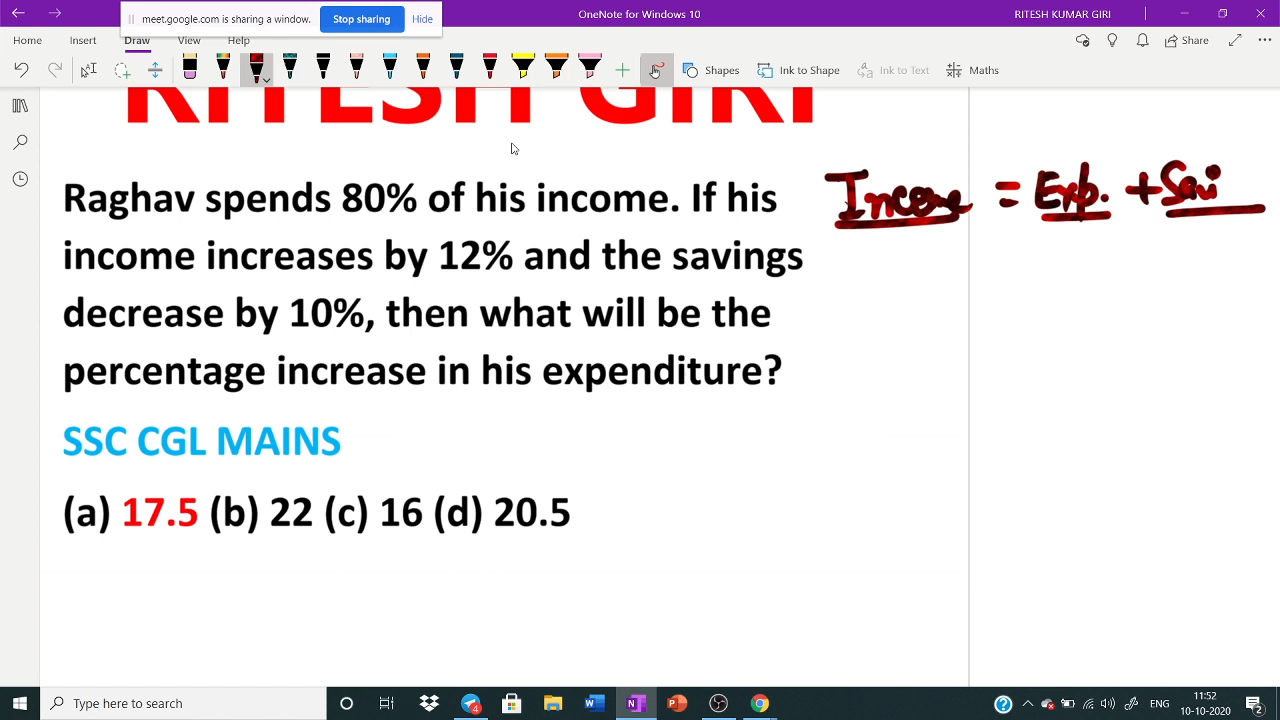 meet.google.com is sharing a window. Stop sharing Hide
OneNote for Windows 10
RITESH KUMAR GIRI
Home Insert Draw View Help
Share
Shapes Ink to Shape Ink to Text Maths
RITESH GIRI
Raghav spends 80% of his income. If his
income increases by 12% and the savings
decrease by 10%, then what will be the
percentage increase in his expenditure?
SSC CGL MAINS
(a) 17.5 (b) 22 (c) 16 (d) 20.5
Income = Exp. + Savi
Type here to search
4
ENG
11:52
10-10-2020
2